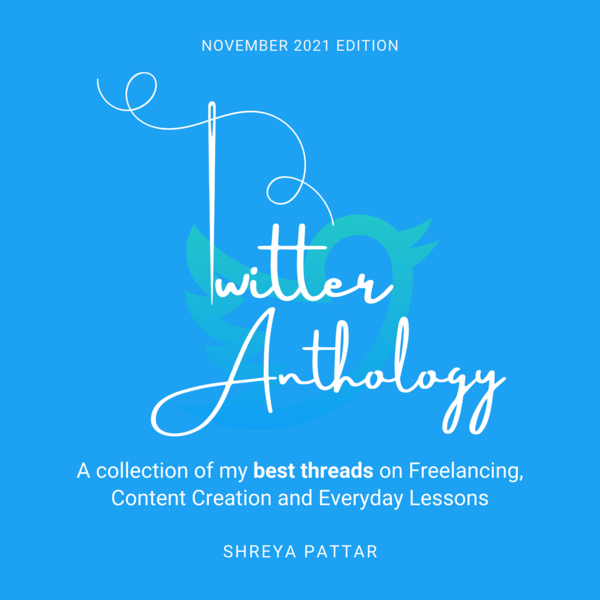 NOVEMBER 2021 EDITION
Twitter
Anthology
A collection of my best threads on Freelancing,
Content Creation and Everyday Lessons
SHREYA PATTAR